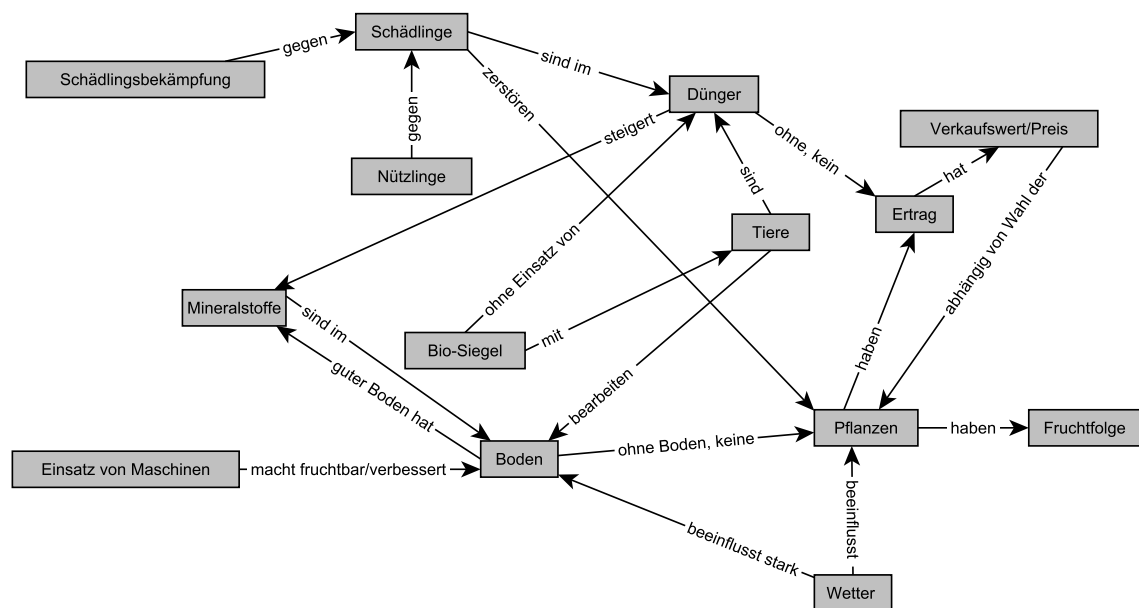 Schädlinge
gegen
sind im
Schädlingsbekämpfung
zerstören
Dünger
gegen
steigert
ohne, kein
Verkaufswert/Preis
Nützlinge
sind
hat
Ertrag
Tiere
abhängig von Wahl der
ohne Einsatz von
Mineralstoffe
sind im
mit
Bio-Siegel
haben
guter Boden hat
bearbeiten
Pflanzen
haben
Fruchtfolge
ohne Boden, keine
Einsatz von Maschinen
macht fruchtbar/verbessert
Boden
beeinflusst stark
beeinflusst
Wetter